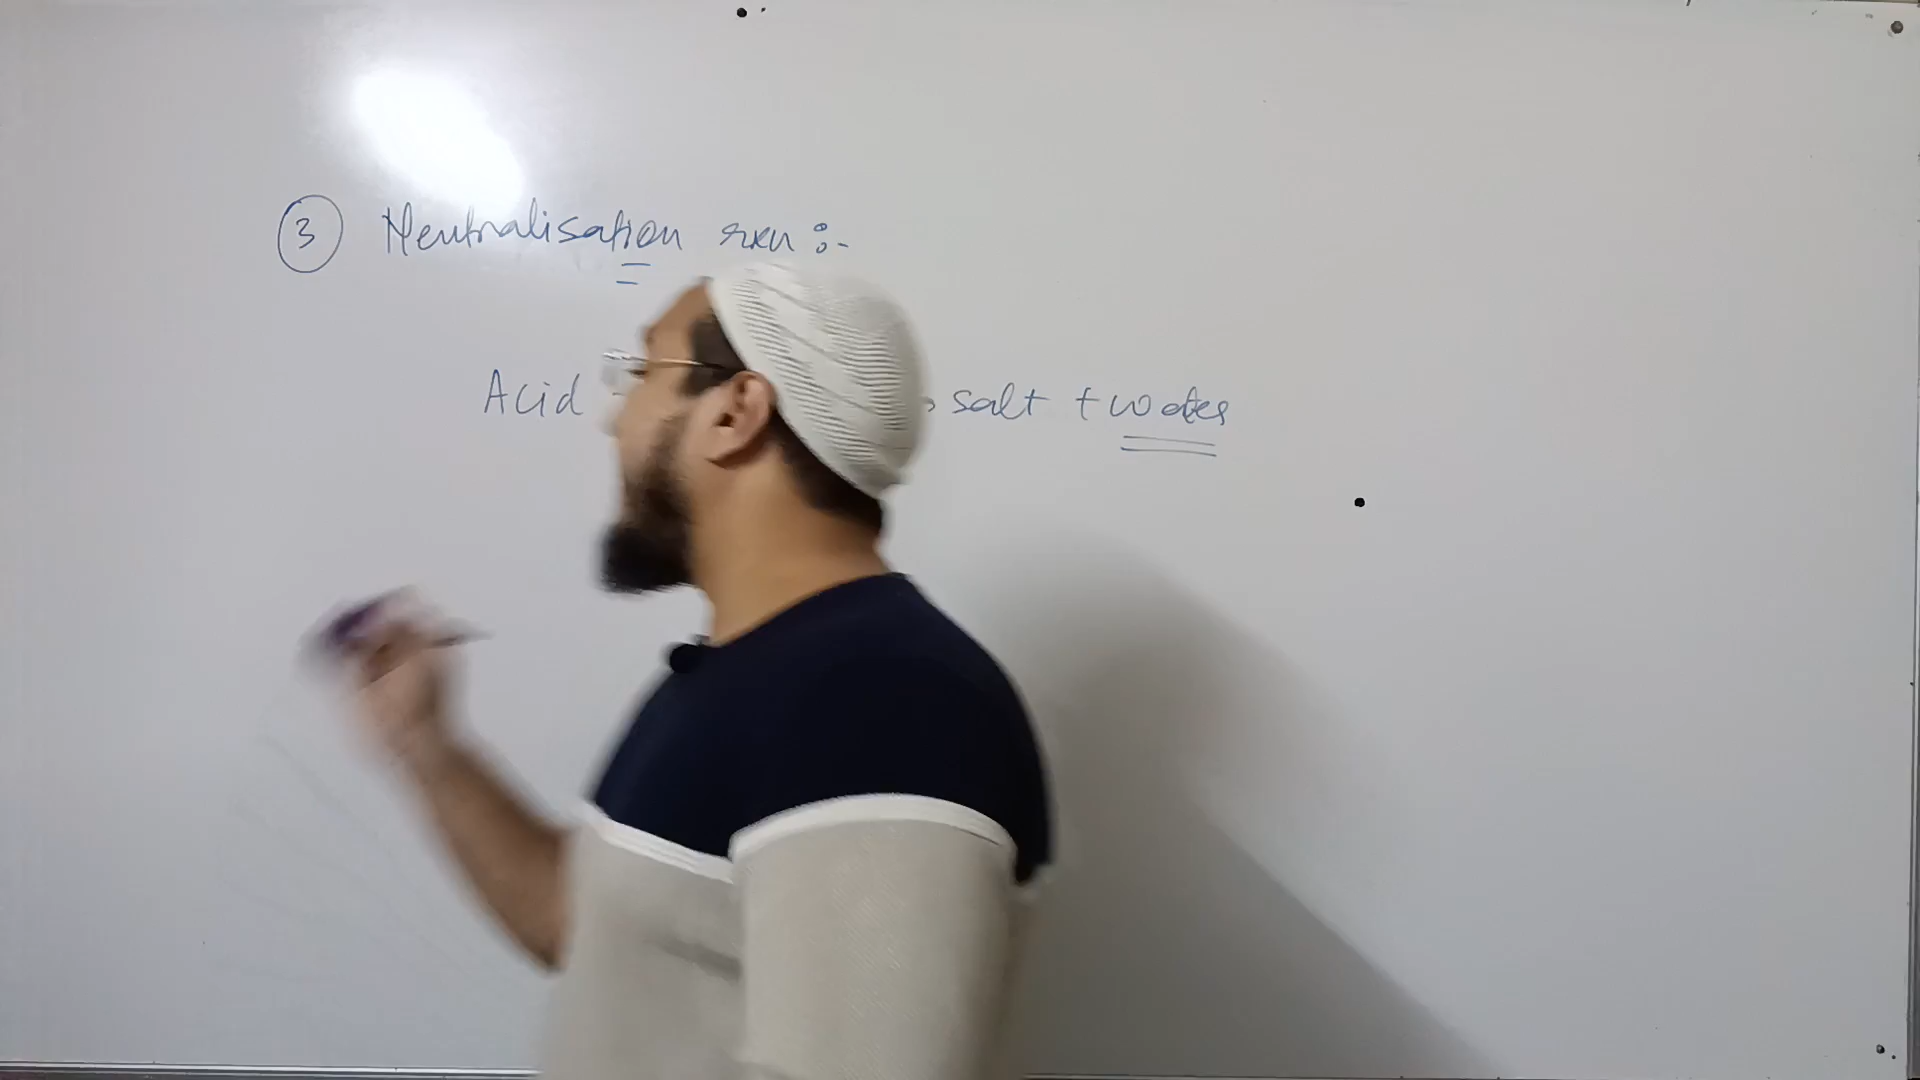 3 Neutralisation rxn :-
Acid salt + water